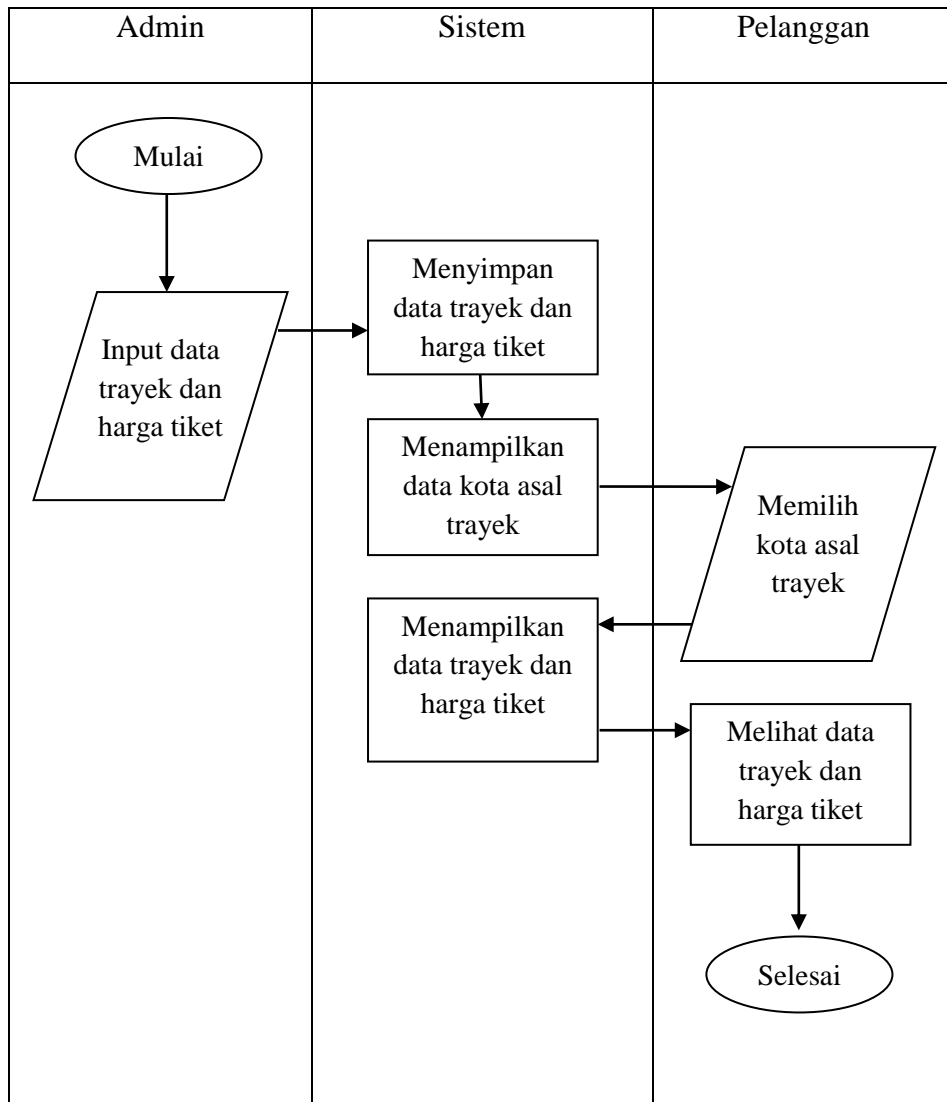 Admin
Sistem
Pelanggan
Mulai
Input data
trayek dan
harga tiket
Menyimpan
data trayek dan
harga tiket
Menampilkan
data kota asal
trayek
Memilih
kota asal
trayek
Menampilkan
data trayek dan
harga tiket
Melihat data
trayek dan
harga tiket
Selesai